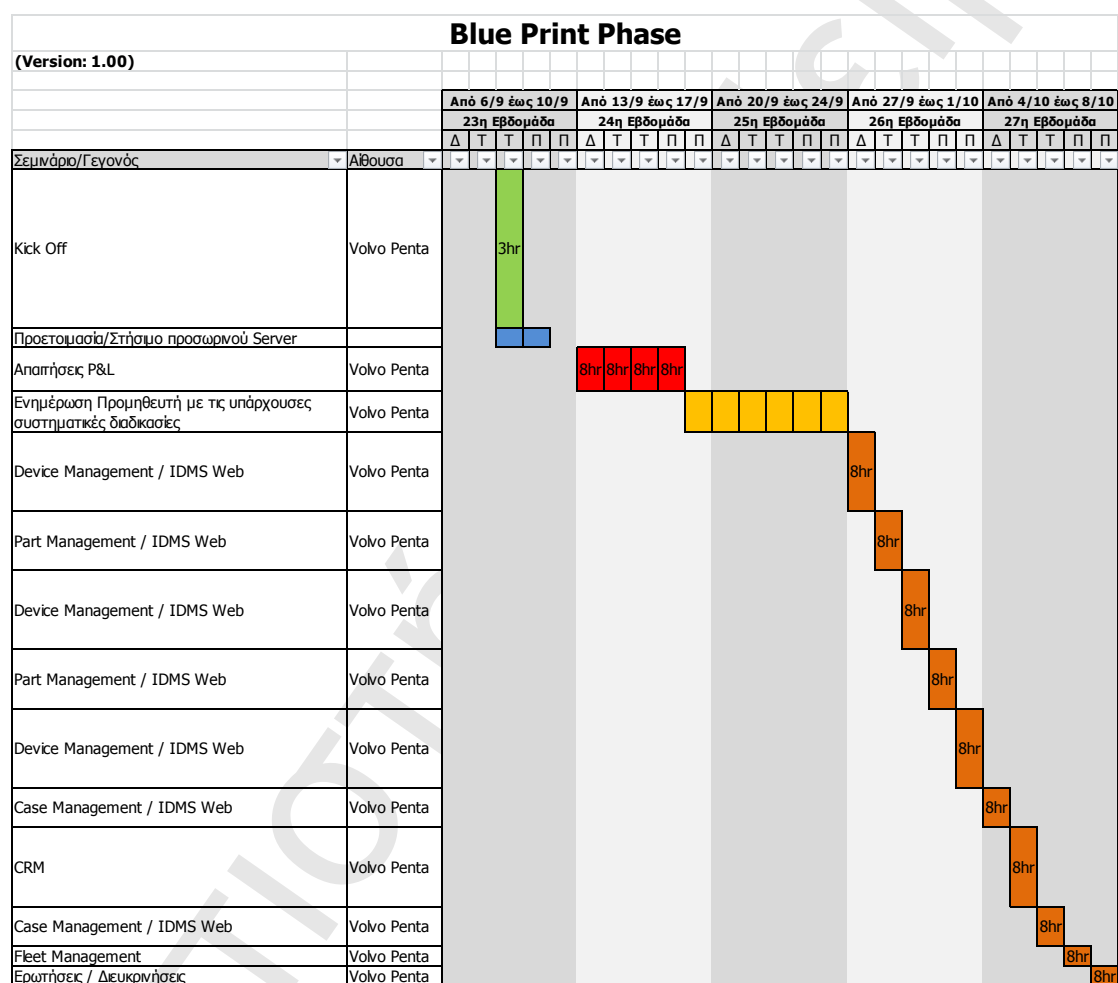 Blue Print Phase
(Version: 1.00)
Από 6/9 έως 10/9 Από 13/9 έως 17/9 Από 20/9 έως 24/9 Από 27/9 έως 1/10 Από 4/10 έως 8/10
23η Εβδομάδα 24η Εβδομάδα 25η Εβδομάδα 26η Εβδομάδα 27η Εβδομάδα
Δ Τ Τ Π Π Δ Τ Τ Π Π Δ Τ Τ Π Π Δ Τ Τ Π Π Δ Τ Τ Π Π
Σεμινάριο/Γεγονός Αίθουσα
Kick Off Volvo Penta 3hr
Προετοιμασία/Στήσιμο προσωρινού Server
Απαιτήσεις P&L Volvo Penta 8hr 8hr 8hr 8hr
Ενημέρωση Προμηθευτή με τις υπάρχουσες
συστηματικές διαδικασίες Volvo Penta
Device Management / IDMS Web Volvo Penta 8hr
Part Management / IDMS Web Volvo Penta 8hr
Device Management / IDMS Web Volvo Penta 8hr
Part Management / IDMS Web Volvo Penta 8hr
Device Management / IDMS Web Volvo Penta 8hr
Case Management / IDMS Web Volvo Penta 8hr
CRM Volvo Penta 8hr
Case Management / IDMS Web Volvo Penta 8hr
Fleet Management Volvo Penta 8hr
Ερωτήσεις / Διευκρινήσεις Volvo Penta 8hr